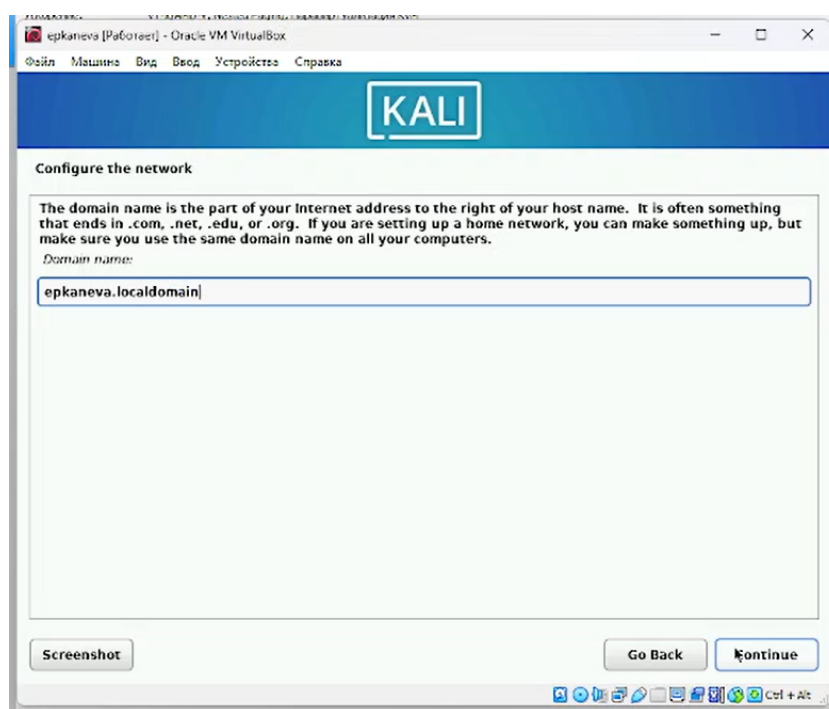 epkaneva [Работает] - Oracle VM VirtualBox
Файл Машина Вид Ввод Устройства Справка
KALI
Configure the network
The domain name is the part of your Internet address to the right of your host name. It is often something
that ends in .com, .net, .edu, or .org. If you are setting up a home network, you can make something up, but
make sure you use the same domain name on all your computers.
Domain name:
epkaneva.localdomain
Screenshot
Go Back
Continue
Ctrl + Alt